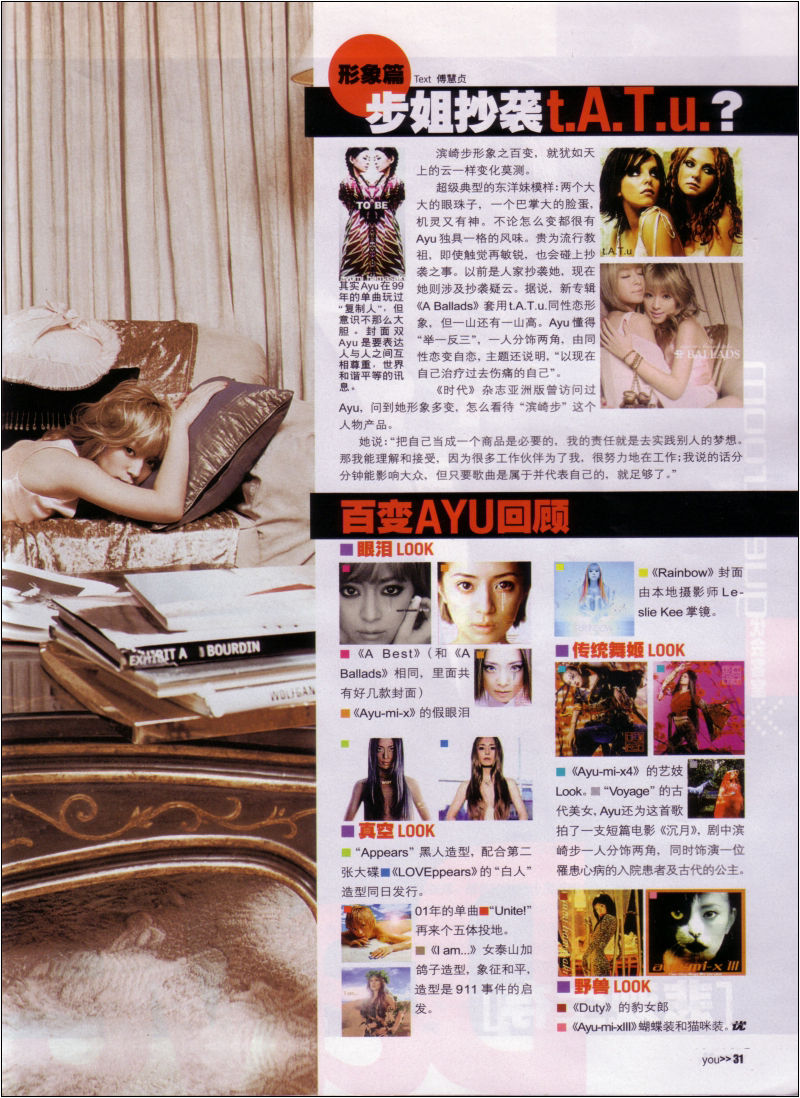 形象篇
Text 傅慧贞
步姐抄袭t.A.T.u.?
TO BE
其实Ayu在99
年的单曲玩过
“复制人”，但
意识不那么大
胆。封面双
Ayu是要表达
人与人之间互
相尊重，世界
和谐平等的讯
息。
滨崎步形象之百变，就犹如天
上的云一样变化莫测。
超级典型的东洋妹模样：两个大
大的眼珠子，一个巴掌大的脸蛋，
机灵又有神。不论怎么变都很有
Ayu独具一格的风味。贵为流行教
祖，即使触觉再敏锐，也会碰上抄
袭之事。以前是人家抄袭她，现在
她则涉及抄袭疑云。据说，新专辑
《A Ballads》套用t.A.T.u.同性恋形
象，但一山还有一山高。Ayu懂得
“举一反三”，一人分饰两角，由同
性恋变自恋，主题还说明，“以现在
自己治疗过去伤痛的自己”。
《时代》杂志亚洲版曾访问过
Ayu，问到她形象多变，怎么看待“滨崎步”这个
人物产品。
她说：“把自己当成一个商品是必要的，我的责任就是去实践别人的梦想。
那我能理解和接受，因为很多工作伙伴为了我，很努力地在工作；我说的话分
分钟能影响大众，但只要歌曲是属于并代表自己的，就足够了。”
t.A.T.u
BALLADS
百变AYU回顾
眼泪 LOOK
《A Best》（和《A
Ballads》相同，里面共
有好几款封面）
《Ayu-mi-x》的假眼泪
《Rainbow》封面
由本地摄影师 Le-
slie Kee 掌镜。
传统舞姬 LOOK
《Ayu-mi-x4》的艺妓
Look。“Voyage”的古
代美女，Ayu还为这首歌
拍了一支短篇电影《沉月》，剧中滨
崎步一人分饰两角，同时饰演一位
罹患心病的入院患者及古代的公主。
真空 LOOK
“Appears”黑人造型，配合第二
张大碟《LOVEppears》的“白人”
造型同日发行。
01年的单曲“Unite!”
再来个五体投地。
《I am...》女泰山加
鸽子造型，象征和平，
造型是911事件的启
发。
ayu-mi-x III
野兽 LOOK
《Duty》的豹女郎
《Ayu-mi-xIII》蝴蝶装和猫咪装。优
BOURDIN
WOLFGAN
you>> 31